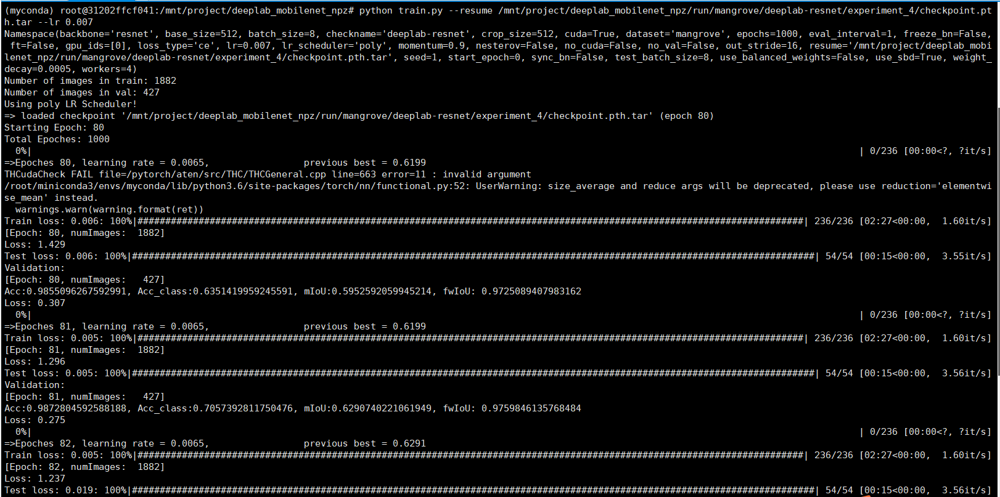 (myconda) root@31202ffcf041:/mnt/project/deeplab_mobilenet_npz# python train.py --resume /mnt/project/deeplab_mobilenet_npz/run/mangrove/deeplab-resnet/experiment_4/checkpoint.pt
h.tar --lr 0.007
Namespace(backbone='resnet', base_size=512, batch_size=8, checkname='deeplab-resnet', crop_size=512, cuda=True, dataset='mangrove', epochs=1000, eval_interval=1, freeze_bn=False,
 ft=False, gpu_ids=[0], loss_type='ce', lr=0.007, lr_scheduler='poly', momentum=0.9, nesterov=False, no_cuda=False, no_val=False, out_stride=16, resume='/mnt/project/deeplab_mobi
lenet_npz/run/mangrove/deeplab-resnet/experiment_4/checkpoint.pth.tar', seed=1, start_epoch=0, sync_bn=False, test_batch_size=8, use_balanced_weights=False, use_sbd=True, weight_
decay=0.0005, workers=4)
Number of images in train: 1882
Number of images in val: 427
Using poly LR Scheduler!
=> loaded checkpoint '/mnt/project/deeplab_mobilenet_npz/run/mangrove/deeplab-resnet/experiment_4/checkpoint.pth.tar' (epoch 80)
Starting Epoch: 80
Total Epoches: 1000
  0%| | 0/236 [00:00<?, ?it/s]
=>Epoches 80, learning rate = 0.0065, previous best = 0.6199
THCudaCheck FAIL file=/pytorch/aten/src/THC/THCGeneral.cpp line=663 error=11 : invalid argument
/root/miniconda3/envs/myconda/lib/python3.6/site-packages/torch/nn/functional.py:52: UserWarning: size_average and reduce args will be deprecated, please use reduction='elementwi
se_mean' instead.
  warnings.warn(warning.format(ret))
Train loss: 0.006: 100%|########################################################################################################################| 236/236 [02:27<00:00,  1.60it/s]
[Epoch: 80, numImages:  1882]
Loss: 1.429
Test loss: 0.006: 100%|###########################################################################################################################| 54/54 [00:15<00:00,  3.55it/s]
Validation:
[Epoch: 80, numImages:   427]
Acc:0.9855096267592991, Acc_class:0.6351419959245591, mIoU:0.5952592059945214, fwIoU: 0.9725089407983162
Loss: 0.307
  0%| | 0/236 [00:00<?, ?it/s]
=>Epoches 81, learning rate = 0.0065, previous best = 0.6199
Train loss: 0.005: 100%|########################################################################################################################| 236/236 [02:27<00:00,  1.60it/s]
[Epoch: 81, numImages:  1882]
Loss: 1.296
Test loss: 0.005: 100%|###########################################################################################################################| 54/54 [00:15<00:00,  3.56it/s]
Validation:
[Epoch: 81, numImages:   427]
Acc:0.9872804592588188, Acc_class:0.7057392811750476, mIoU:0.6290740221061949, fwIoU: 0.9759846135768484
Loss: 0.275
  0%| | 0/236 [00:00<?, ?it/s]
=>Epoches 82, learning rate = 0.0065, previous best = 0.6291
Train loss: 0.005: 100%|########################################################################################################################| 236/236 [02:27<00:00,  1.60it/s]
[Epoch: 82, numImages:  1882]
Loss: 1.237
Test loss: 0.019: 100%|###########################################################################################################################| 54/54 [00:15<00:00,  3.56it/s]